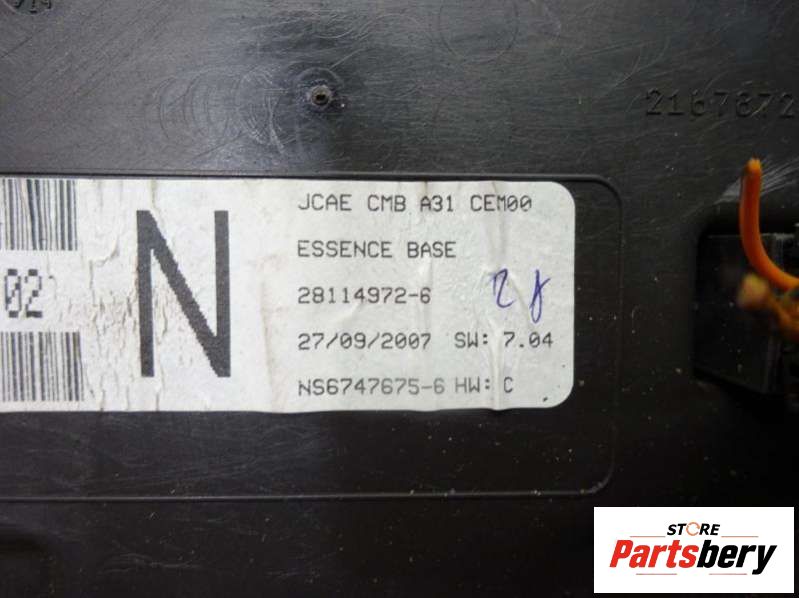 2167872
JCAE CMB A31 CEM00
ESSENCE BASE
28114972-6
27/09/2007 SW: 7.04
NS6747675-6 HW: C
02
N
STORE
Partsbery